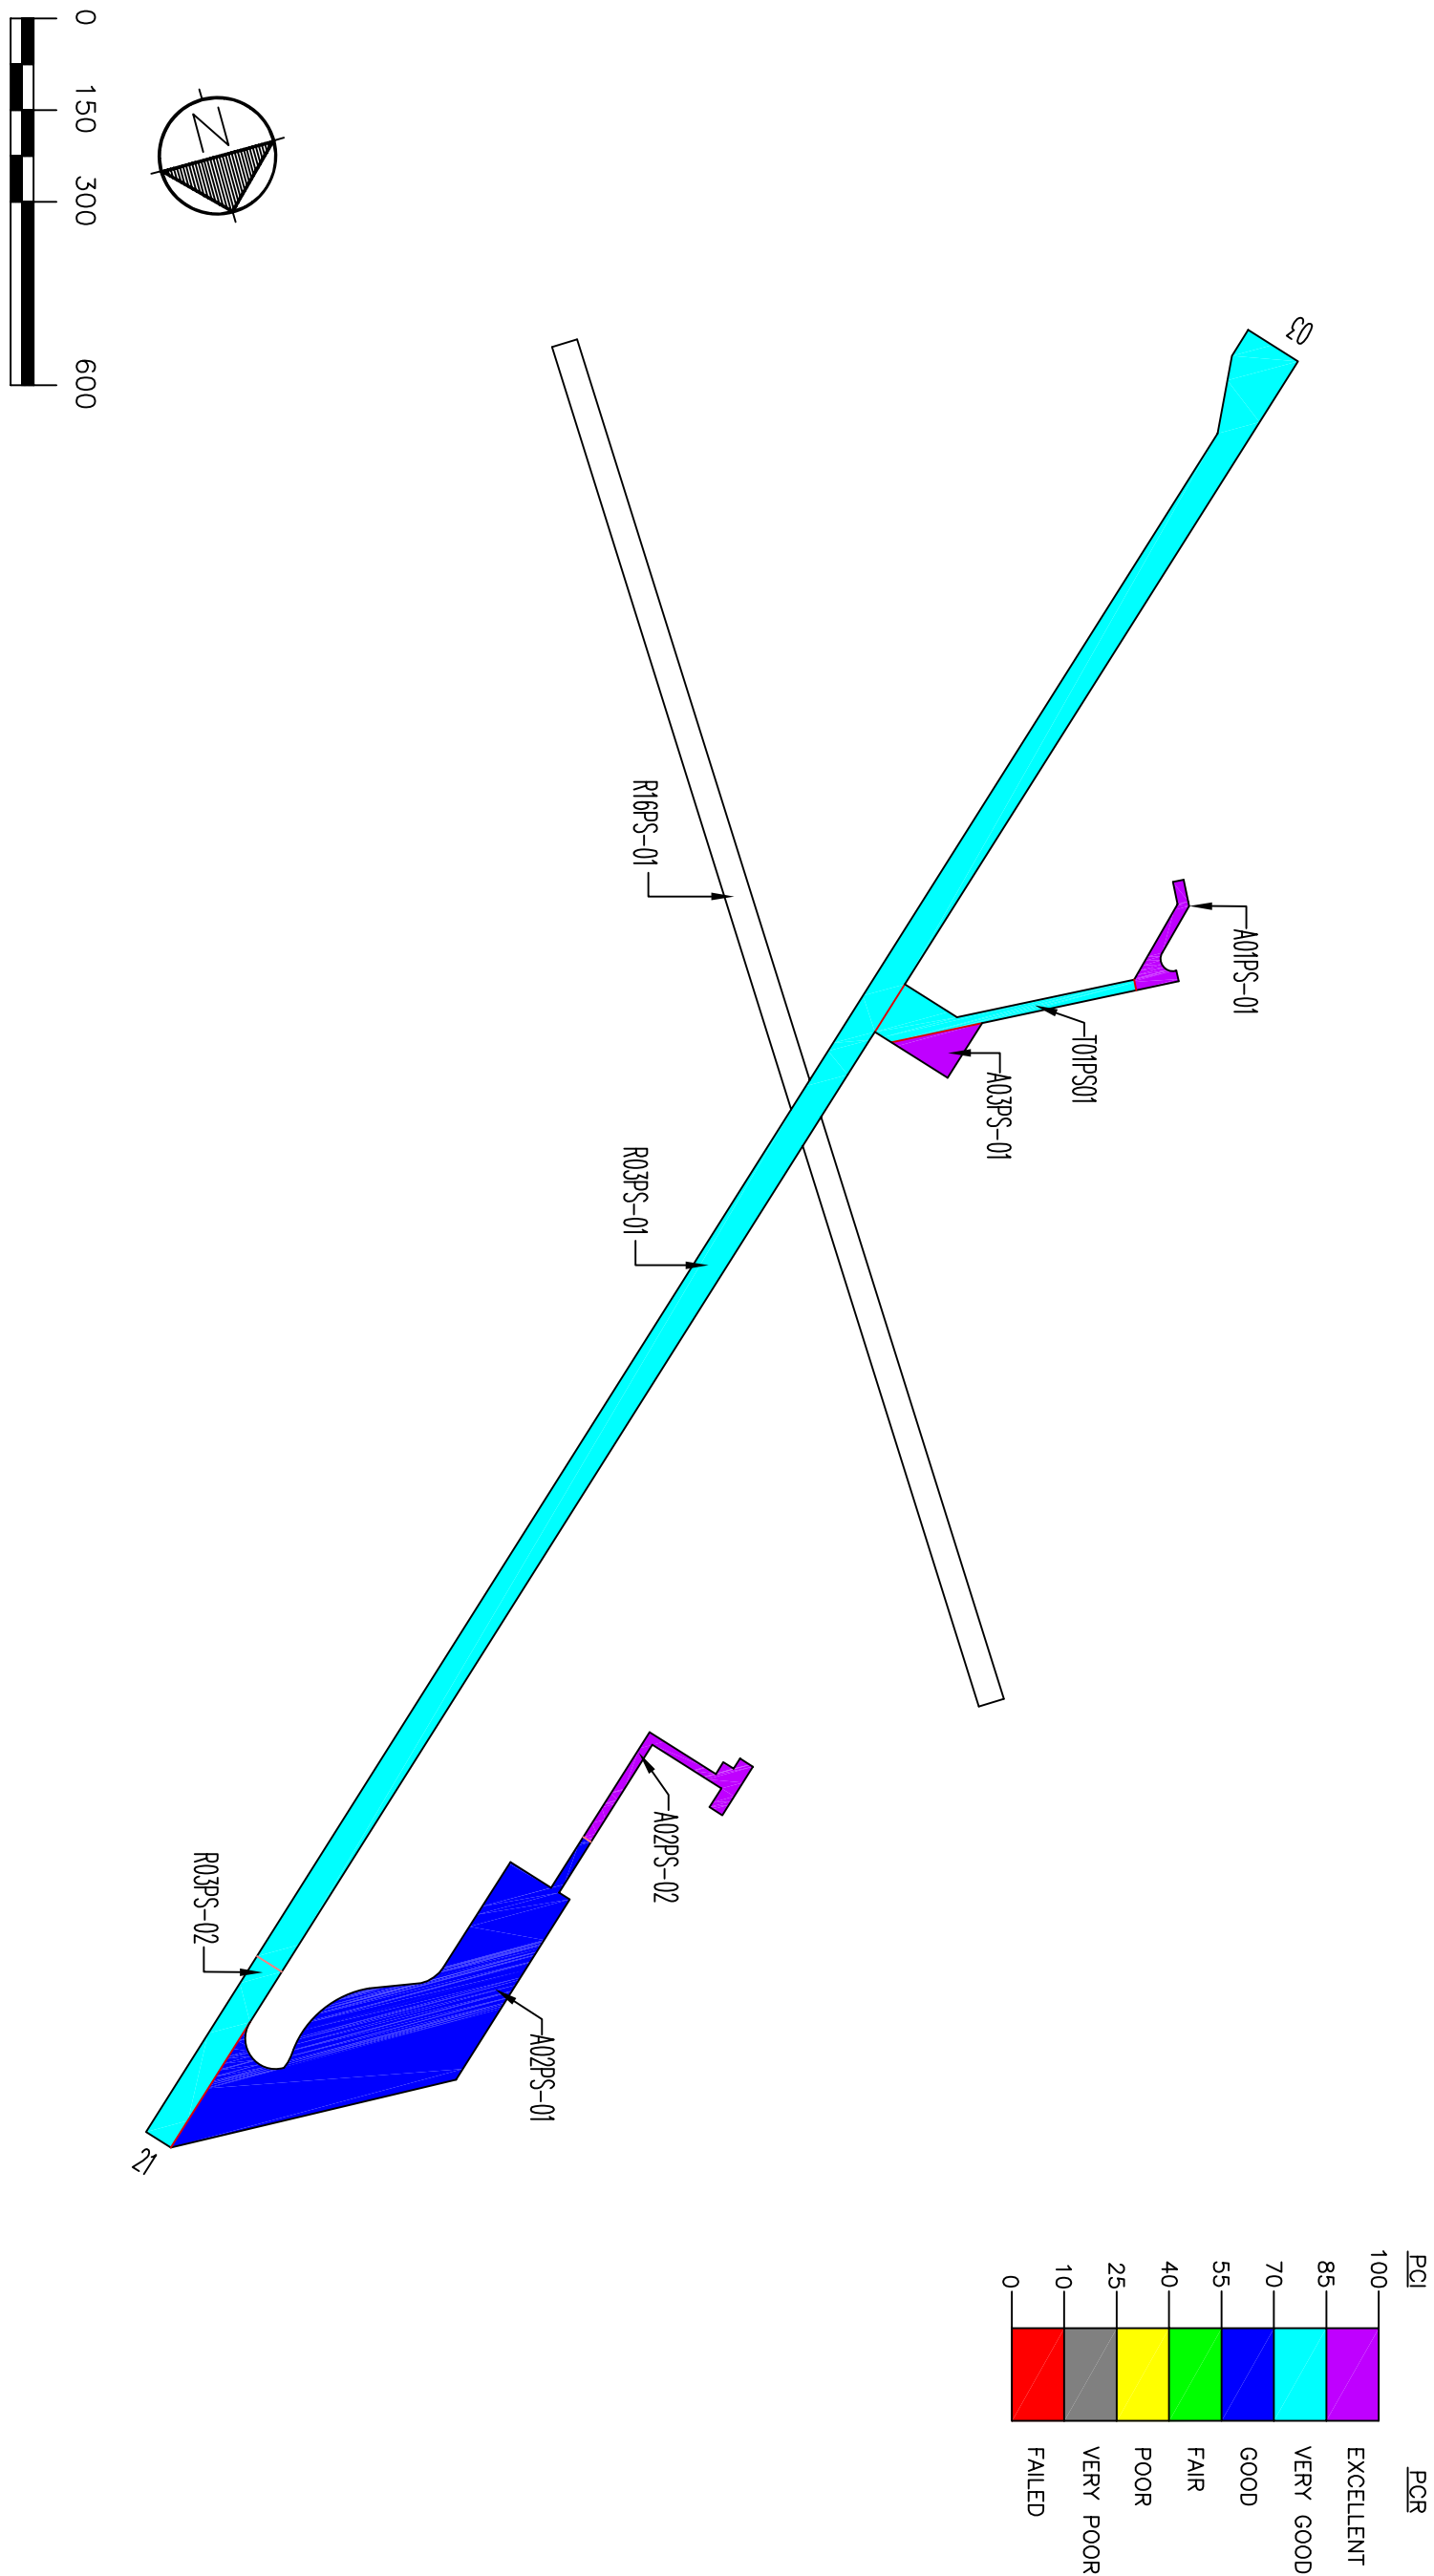 0
150
300
600
N
03
R16PS-01
A01PS-01
T01PS01
A03PS-01
R03PS-01
A02PS-02
R03PS-02
A02PS-01
21
PCI
PCR
100
EXCELLENT
85
VERY GOOD
70
GOOD
55
FAIR
40
POOR
25
VERY POOR
10
FAILED
0